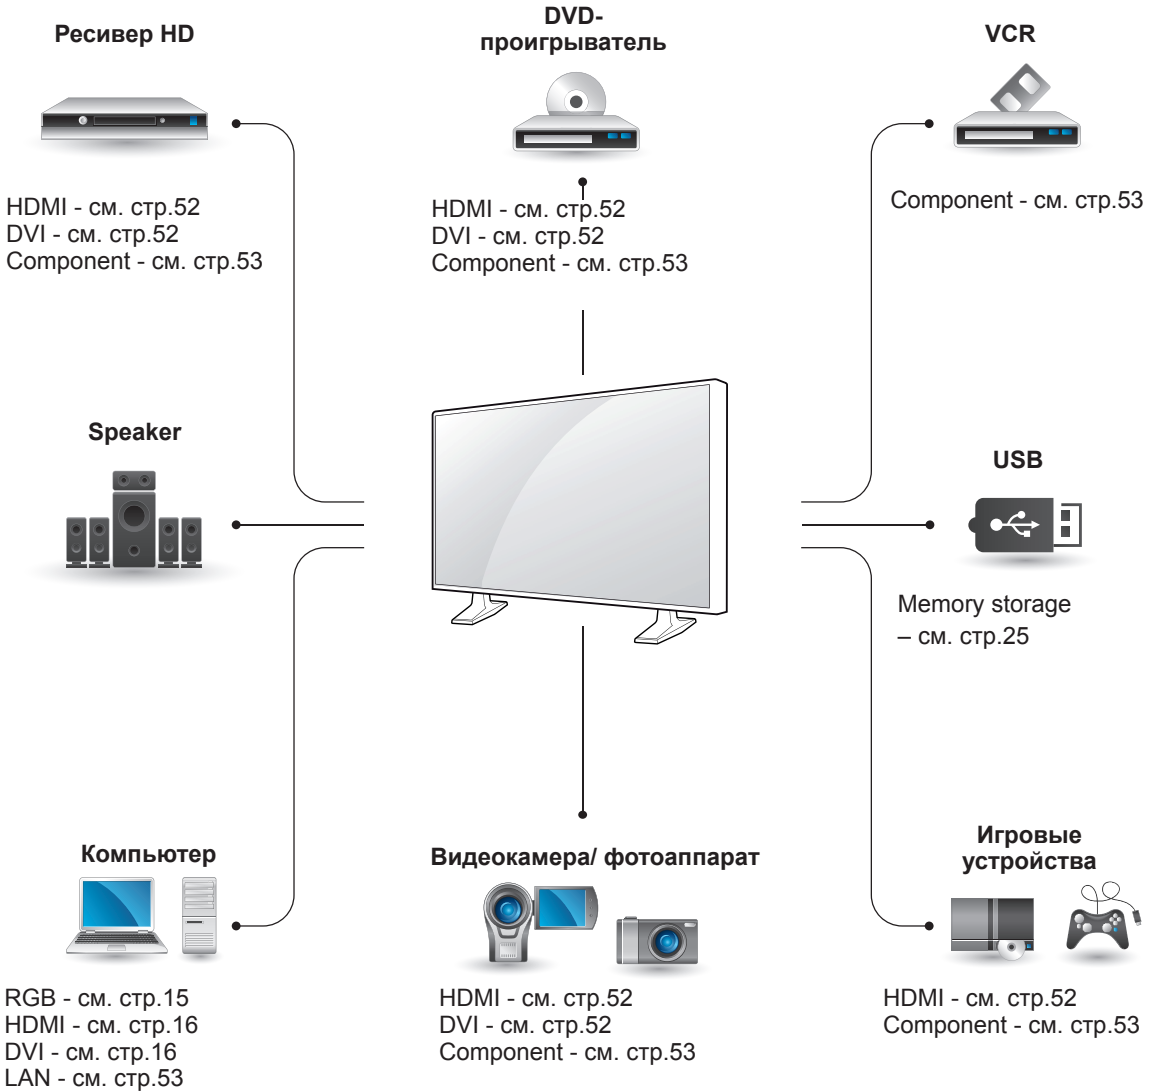 Ресивер HD
HDMI - см. стр.52
DVI - см. стр.52
Component - см. стр.53
DVD-
проигрыватель
HDMI - см. стр.52
DVI - см. стр.52
Component - см. стр.53
VCR
Component - см. стр.53
Speaker
USB
Memory storage
– см. стр.25
Компьютер
RGB - см. стр.15
HDMI - см. стр.16
DVI - см. стр.16
LAN - см. стр.53
Видеокамера/ фотоаппарат
HDMI - см. стр.52
DVI - см. стр.52
Component - см. стр.53
Игровые
устройства
HDMI - см. стр.52
Component - см. стр.53